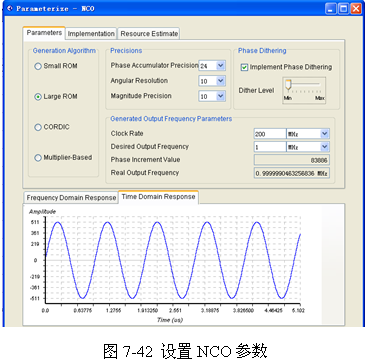 Parameterize - NCO
Parameters Implementation Resource Estimate
Generation Algorithm
Small ROM
Large ROM
CORDIC
Multiplier-Based
Precisions
Phase Accumulator Precision 24
Angular Resolution 10
Magnitude Precision 10
Phase Dithering
Implement Phase Dithering
Dither Level
Min Max
Generated Output Frequency Parameters
Clock Rate 200 MHz
Desired Output Frequency 1 MHz
Phase Increment Value 83886
Real Output Frequency 0.9999990463256836 MHz
Frequency Domain Response Time Domain Response
Amplitude
511
361
219
0
-219
-361
-511
0.0 0.63775 1.27555 1.913250 2.551 3.18875 3.826500 4.46425 5.102
Time (us)
图 7-42 设置 NCO 参数